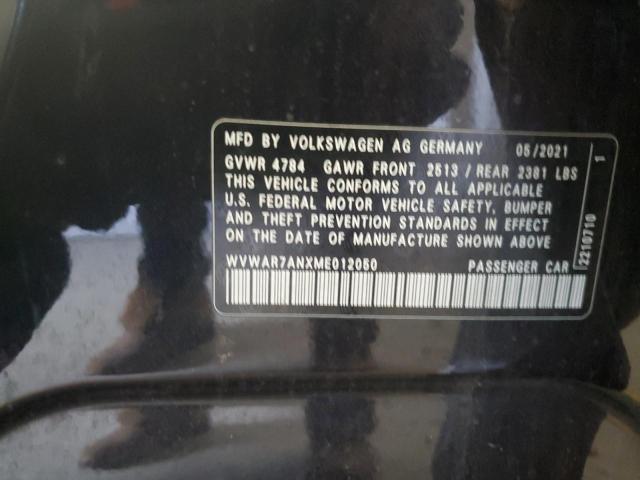 MFD BY VOLKSWAGEN AG GERMANY 05/2021
GVWR 4784 GAWR FRONT 2513 / REAR 2381 LBS
THIS VEHICLE CONFORMS TO ALL APPLICABLE
U.S. FEDERAL MOTOR VEHICLE SAFETY, BUMPER
AND THEFT PREVENTION STANDARDS IN EFFECT
ON THE DATE OF MANUFACTURE SHOWN ABOVE
WVWAR7ANXME012050 PASSENGER CAR
2210710 1